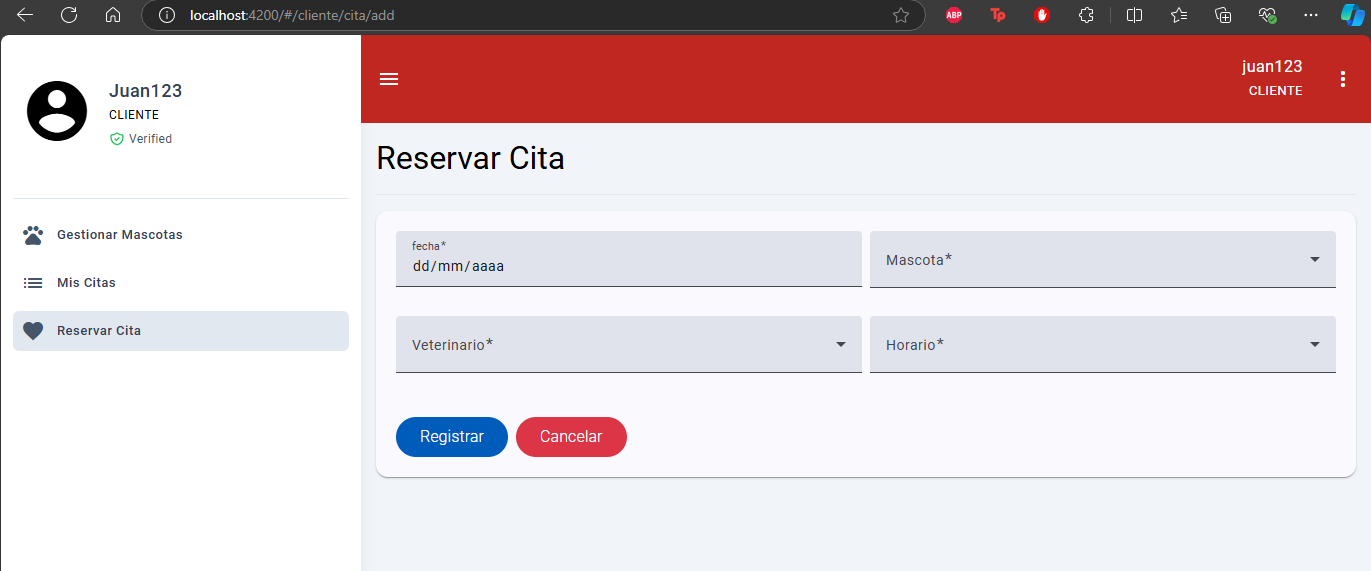 localhost:4200/#/cliente/cita/add
ABP
Tp
Juan123
CLIENTE
Verified
Gestionar Mascotas
Mis Citas
Reservar Cita
juan123
CLIENTE
Reservar Cita
fecha*
dd/mm/aaaa
Mascota*
Veterinario*
Horario*
Registrar
Cancelar